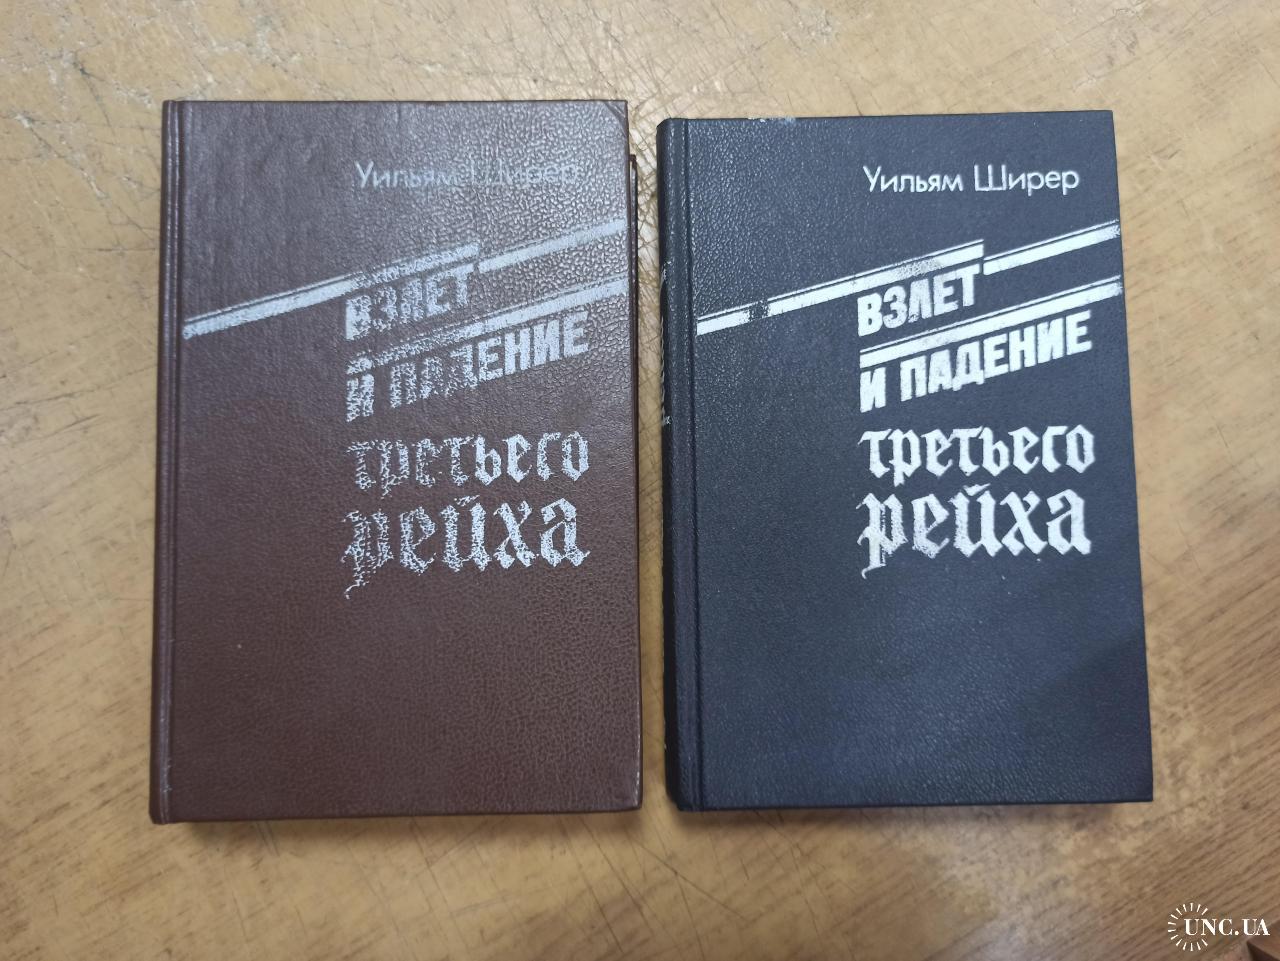 Уильям Ширер
ВЗЛЕТ
И ПАДЕНИЕ
третьего
рейха
Уильям Ширер
ВЗЛЕТ
И ПАДЕНИЕ
третьего
рейха
UNC.UA